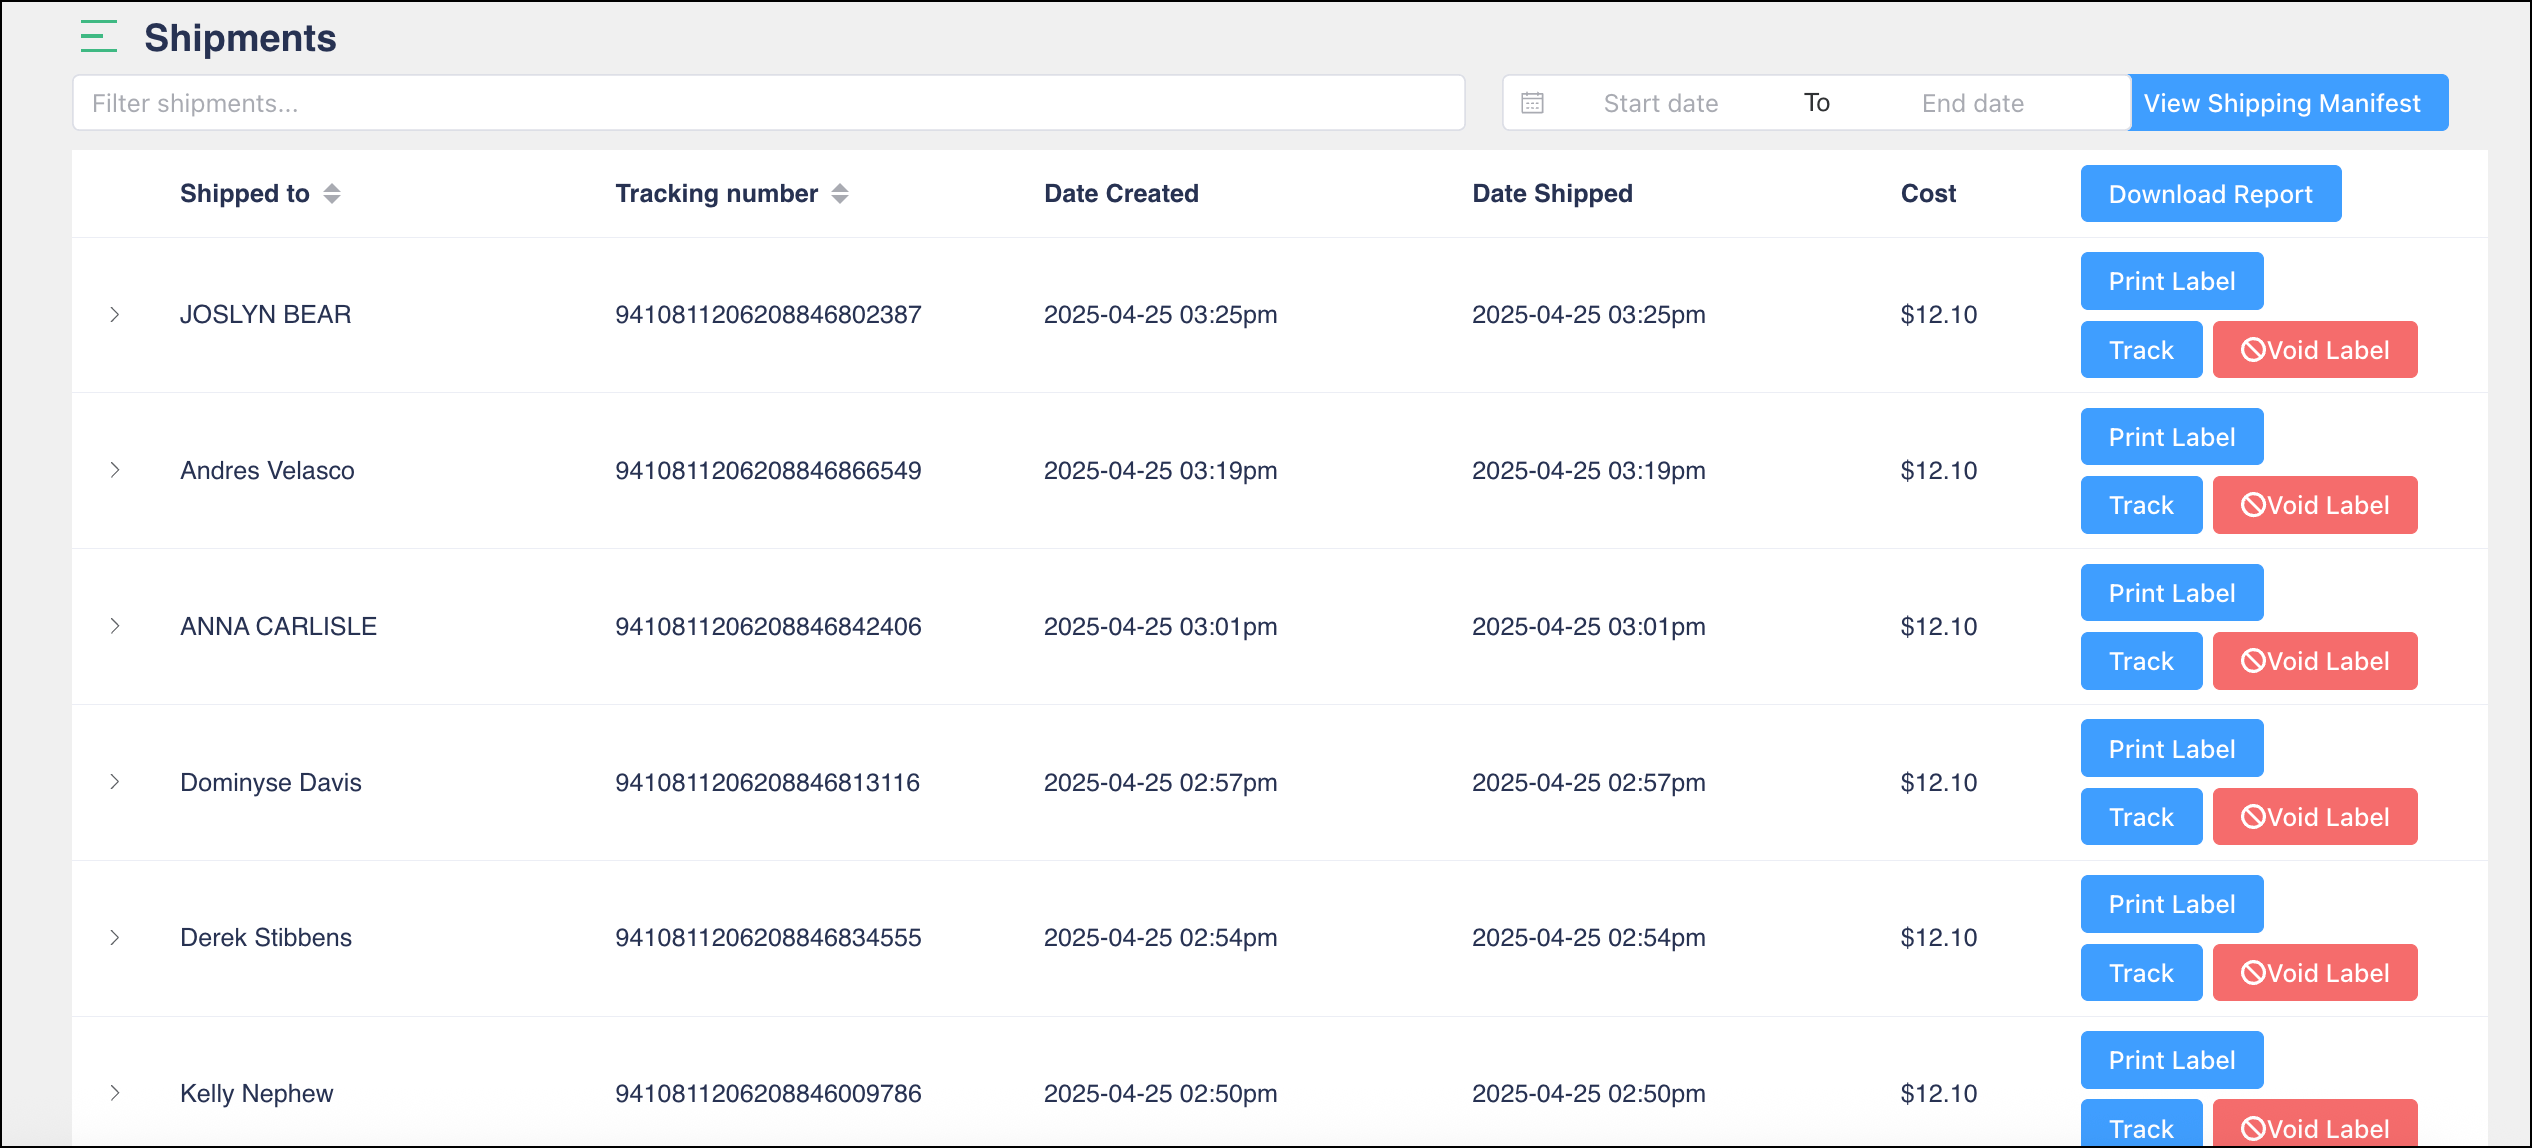 Shipments
Filter shipments...
Start date To End date View Shipping Manifest
Shipped to Tracking number Date Created Date Shipped Cost Download Report
Print Label
JOSLYN BEAR 9410811206208846802387 2025-04-25 03:25pm 2025-04-25 03:25pm $12.10
Track Void Label
Print Label
Andres Velasco 9410811206208846866549 2025-04-25 03:19pm 2025-04-25 03:19pm $12.10
Track Void Label
Print Label
ANNA CARLISLE 9410811206208846842406 2025-04-25 03:01pm 2025-04-25 03:01pm $12.10
Track Void Label
Print Label
Dominyse Davis 9410811206208846813116 2025-04-25 02:57pm 2025-04-25 02:57pm $12.10
Track Void Label
Print Label
Derek Stibbens 9410811206208846834555 2025-04-25 02:54pm 2025-04-25 02:54pm $12.10
Track Void Label
Print Label
Kelly Nephew 9410811206208846009786 2025-04-25 02:50pm 2025-04-25 02:50pm $12.10
Track Void Label